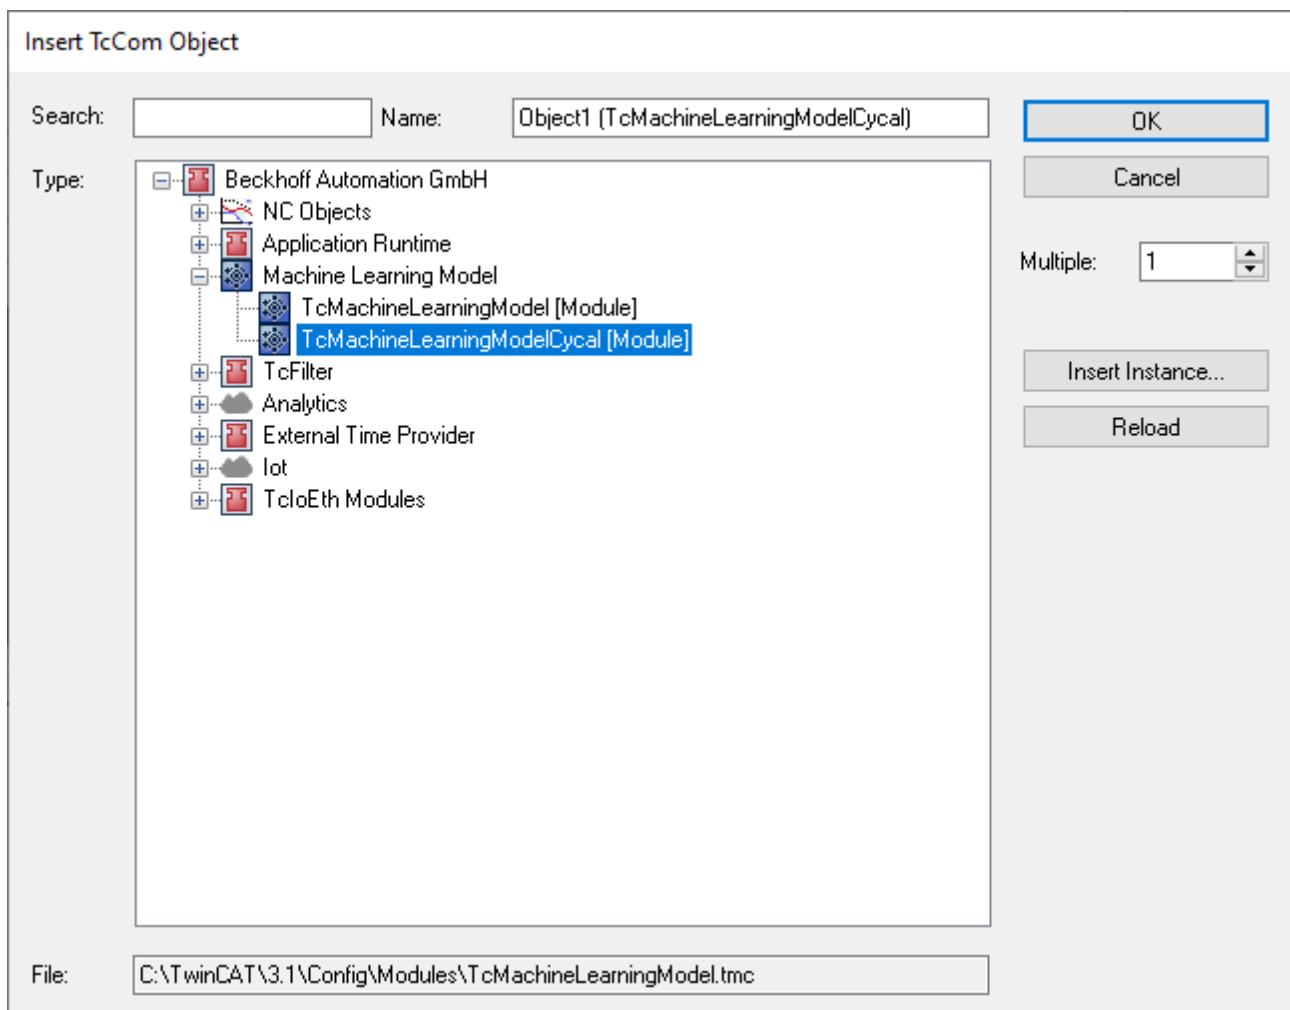 Insert TcCom Object
Search:
Name: Object1 (TcMachineLearningModelCycal)
OK
Type:
Beckhoff Automation GmbH
Cancel
NC Objects
Application Runtime
Multiple: 1
Machine Learning Model
TcMachineLearningModel [Module]
TcMachineLearningModelCycal [Module]
TcFilter
Insert Instance...
Analytics
Reload
External Time Provider
Iot
TcIoEth Modules
File: C:\TwinCAT\3.1\Config\Modules\TcMachineLearningModel.tmc